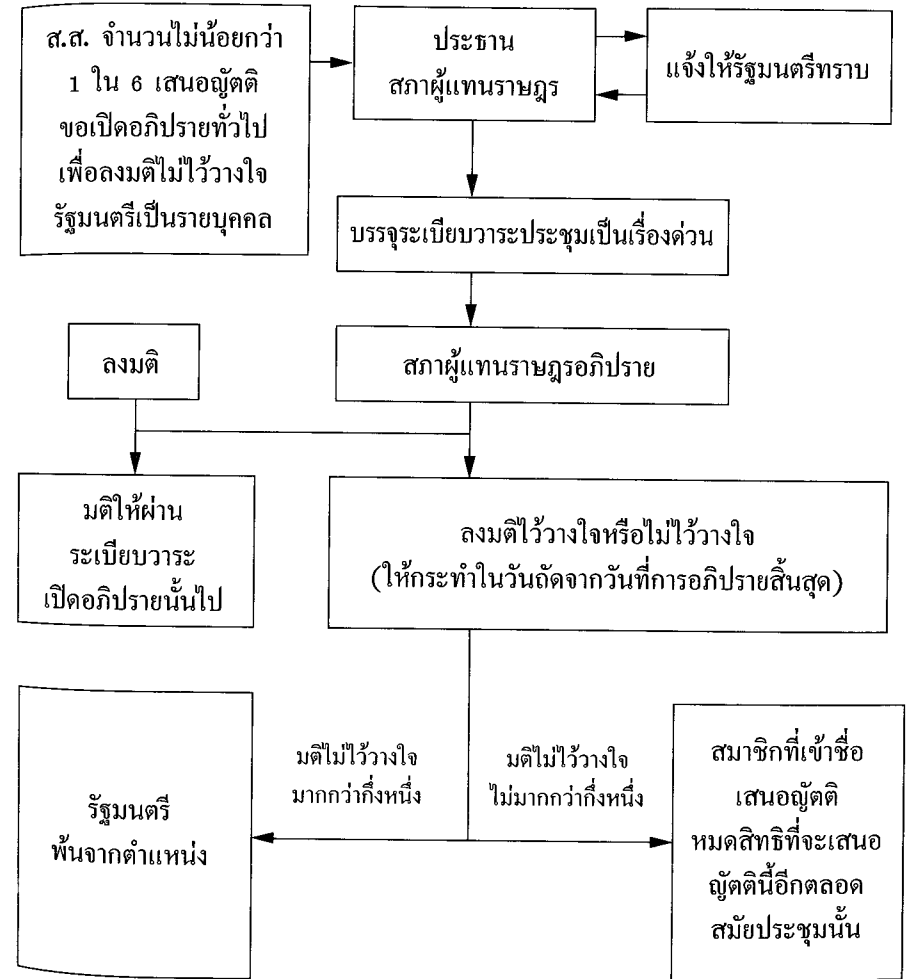 ส.ส. จำนวนไม่น้อยกว่า
1 ใน 6 เสนอญัตติ
ขอเปิดอภิปรายทั่วไป
เพื่อลงมติไม่ไว้วางใจ
รัฐมนตรีเป็นรายบุคคล
ประธาน
สภาผู้แทนราษฎร
แจ้งให้รัฐมนตรีทราบ
บรรจุระเบียบวาระประชุมเป็นเรื่องด่วน
ลงมติ
สภาผู้แทนราษฎรอภิปราย
มติให้ผ่าน
ระเบียบวาระ
เปิดอภิปรายนั้นไป
ลงมติไว้วางใจหรือไม่ไว้วางใจ
(ให้กระทำในวันถัดจากวันที่การอภิปรายสิ้นสุด)
รัฐมนตรี
พ้นจากตำแหน่ง
มติไม่ไว้วางใจ
มากกว่ากึ่งหนึ่ง
มติไม่ไว้วางใจ
ไม่มากกว่ากึ่งหนึ่ง
สมาชิกที่เข้าชื่อ
เสนอญัตติ
หมดสิทธิที่จะเสนอ
ญัตตินี้อีกตลอด
สมัยประชุมนั้น